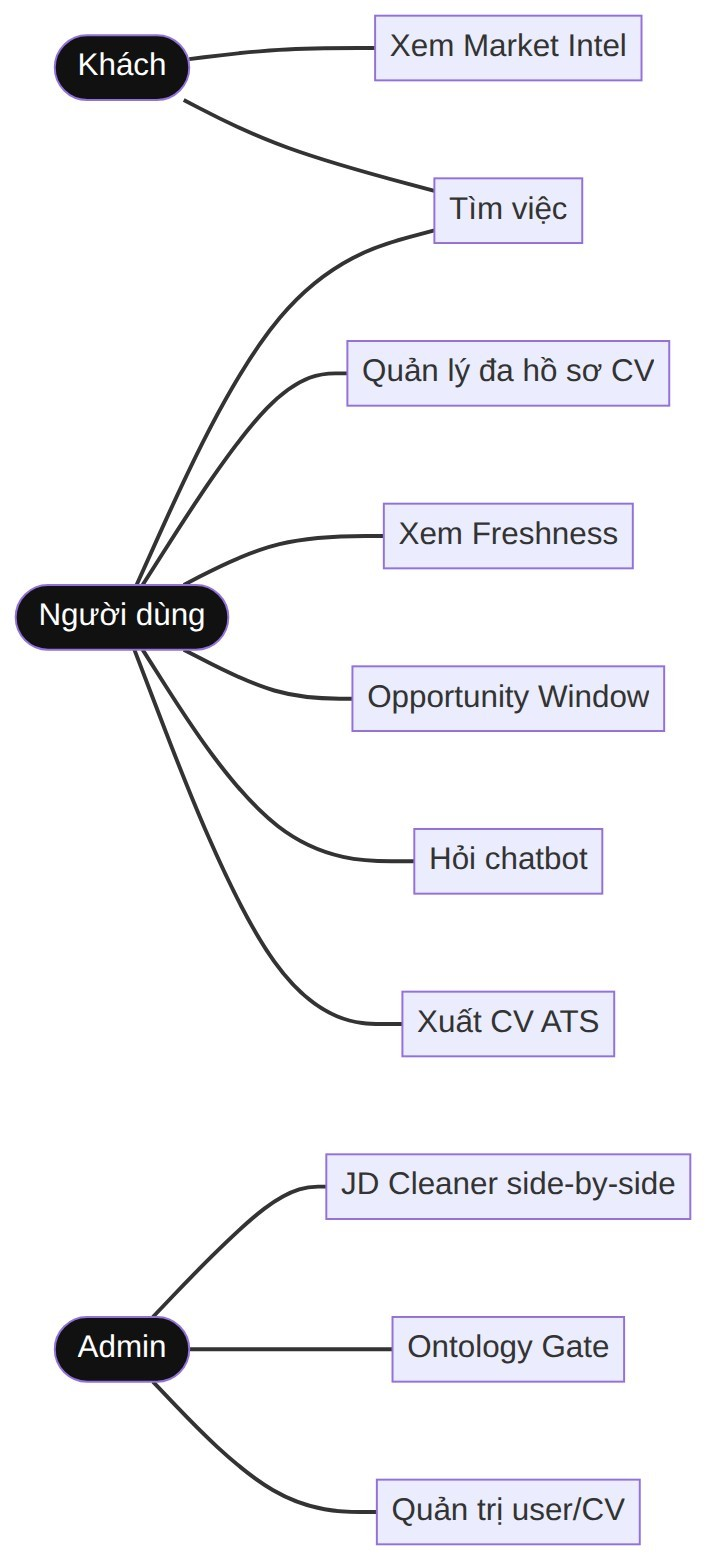 Khách
Xem Market Intel
Tìm việc
Quản lý đa hồ sơ CV
Xem Freshness
Người dùng
Opportunity Window
Hỏi chatbot
Xuất CV ATS
JD Cleaner side-by-side
Admin
Ontology Gate
Quản trị user/CV